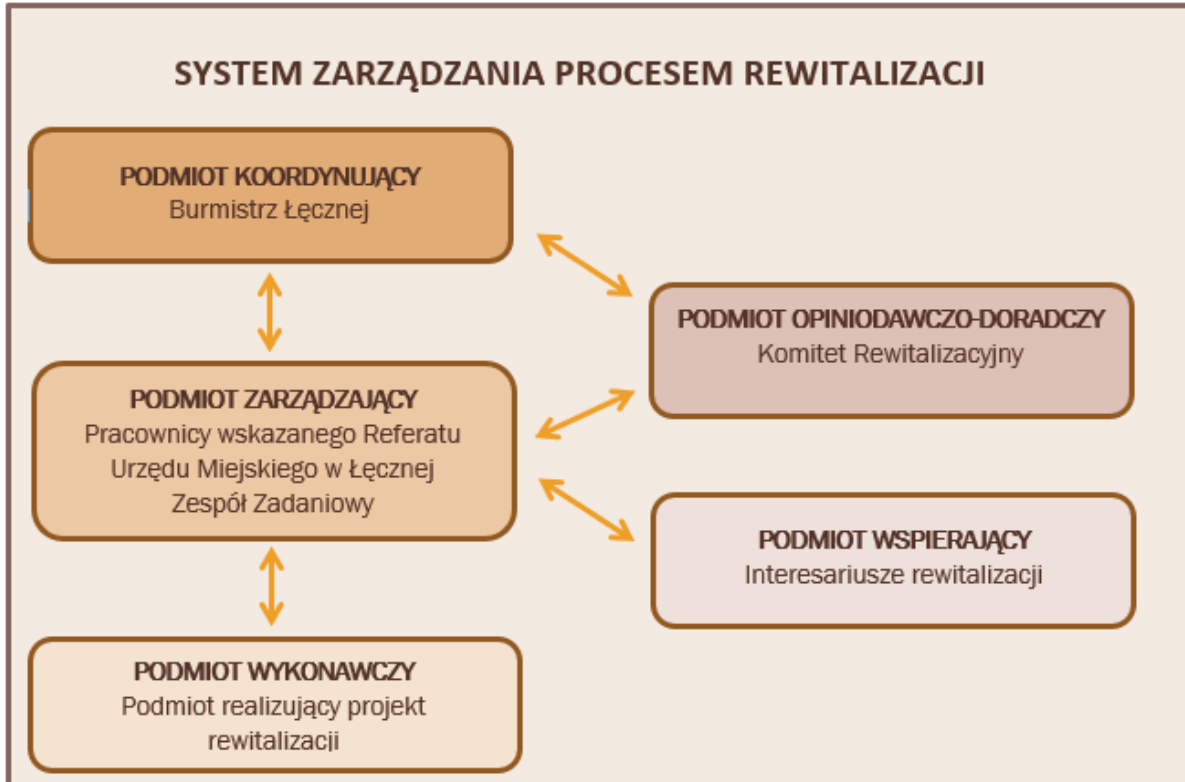 SYSTEM ZARZĄDZANIA PROCESEM REWITALIZACJI
PODMIOT KOORDYNUJĄCY
Burmistrz Łęcznej
PODMIOT OPINIODAWCZO-DORADCZY
Komitet Rewitalizacyjny
PODMIOT ZARZĄDZAJĄCY
Pracownicy wskazanego Referatu
Urzędu Miejskiego w Łęcznej
Zespół Zadaniowy
PODMIOT WSPIERAJĄCY
Interesariusze rewitalizacji
PODMIOT WYKONAWCZY
Podmiot realizujący projekt
rewitalizacji